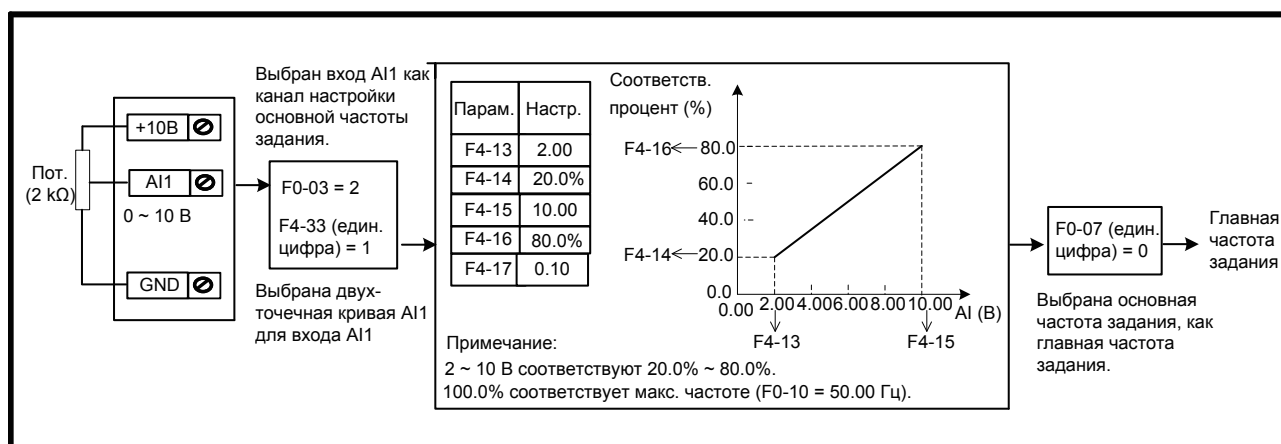 Пот.
(2 kΩ)
+10В
AI1
0 ~ 10 В
GND
Выбран вход AI1 как
канал настройки
основной частоты
задания.
F0-03 = 2
F4-33 (един.
цифра) = 1
Выбрана двух-
точечная кривая AI1
для входа AI1
Парам. Настр.
F4-13 2.00
F4-14 20.0%
F4-15 10.00
F4-16 80.0%
F4-17 0.10
Соответств.
процент (%)
F4-16 80.0
60.0
40.0
F4-14 20.0
0.0
0.00 2.00 4.00 6.00 8.00 10.00
AI (В)
F4-13 F4-15
Примечание:
2 ~ 10 В соответствуют 20.0% ~ 80.0%.
100.0% соответствует макс. частоте (F0-10 = 50.00 Гц).
F0-07 (един.
цифра) = 0
Выбрана основная
частота задания, как
главная частота
задания.
Главная
частота
задания